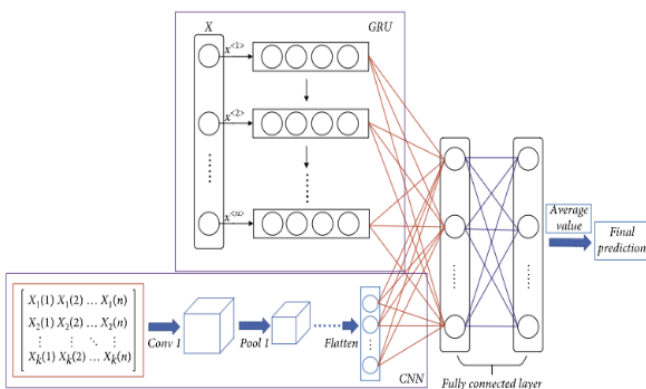 X
GRU
x<1>
x<2>
x<n>
X1(1) X1(2) ... X1(n)
X2(1) X2(2) ... X2(n)
Xk(1) Xk(2) ... Xk(n)
Conv 1
Pool 1
Flatten
CNN
Average
value
Final
prediction
Fully connected layer